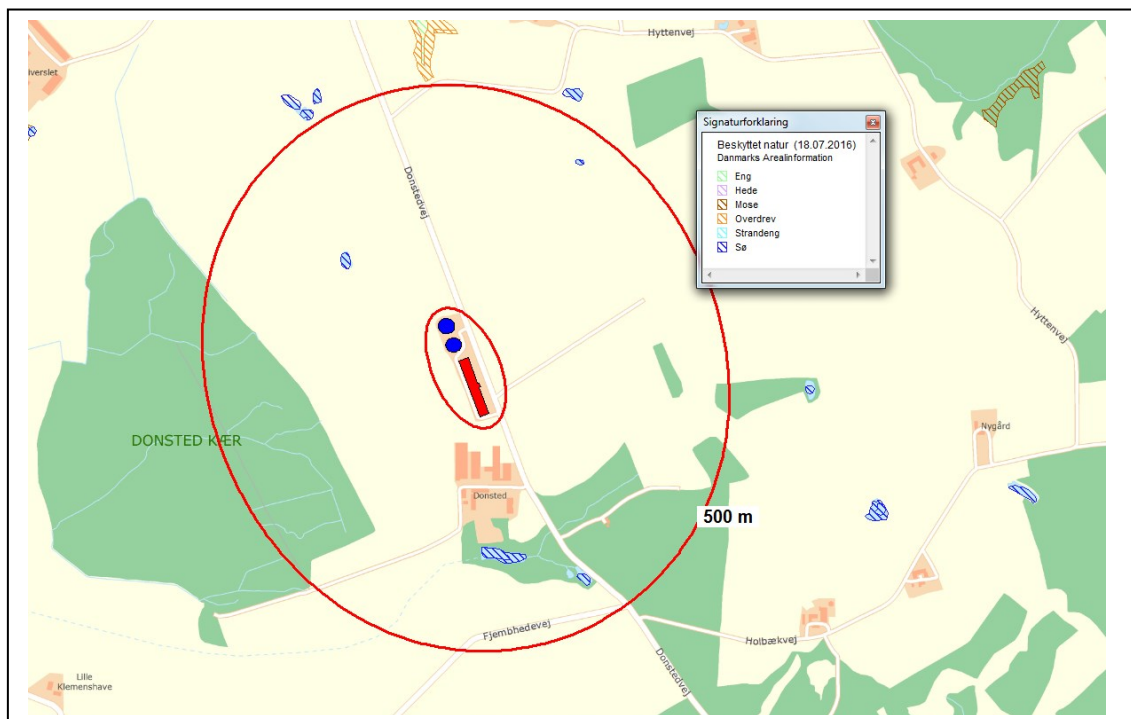 Hyttenvej
iverslet
Signaturforklaring
Beskyttet natur (18.07.2016)
Danmarks Arealinformation
Eng
Hede
Mose
Overdrev
Strandeng
Sø
Donstedvej
Hyttenvej
DONSTED KÆR
Nygård
Donsted
500 m
Fjembhedevej
Holbækvej
Donstedvej
Lille
Klemenshave